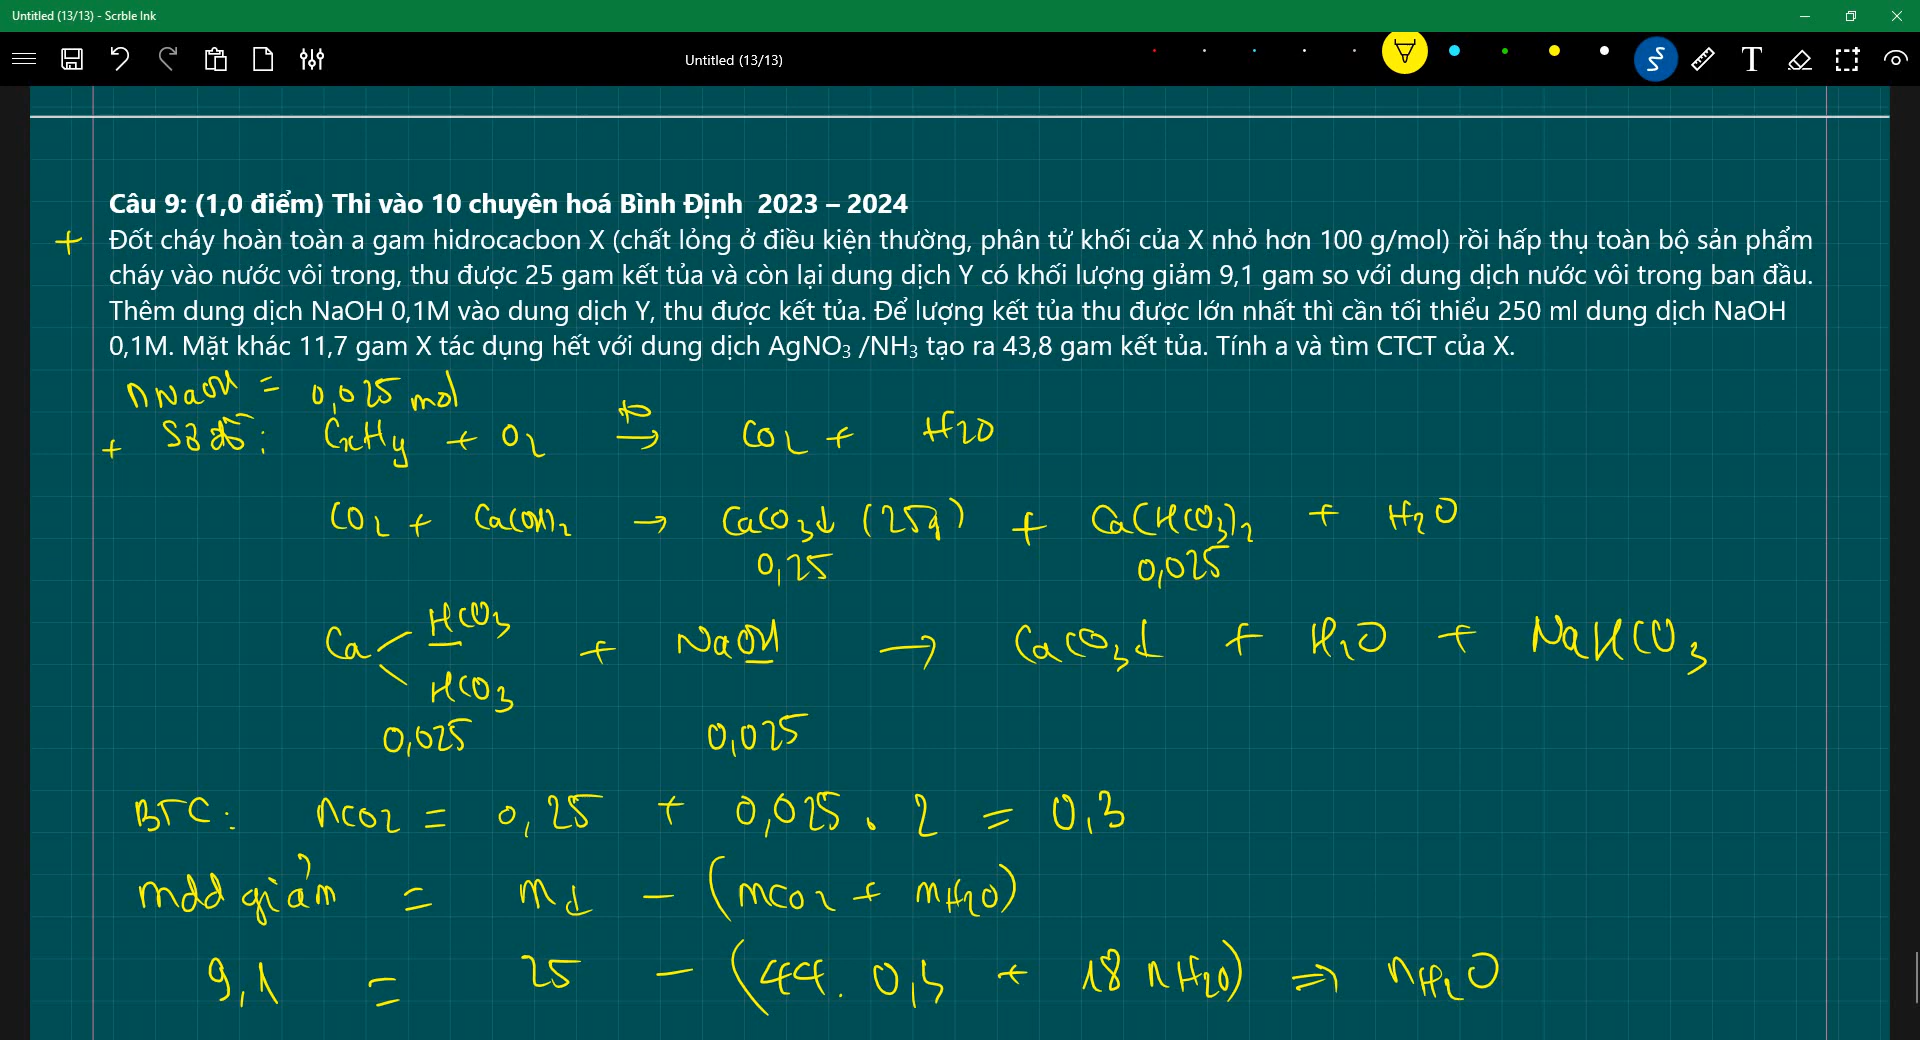 Untitled (13/13) - Scrble Ink
Untitled (13/13)
T
Câu 9: (1,0 điểm) Thi vào 10 chuyên hoá Bình Định 2023 – 2024
+ Đốt cháy hoàn toàn a gam hidrocacbon X (chất lỏng ở điều kiện thường, phân tử khối của X nhỏ hơn 100 g/mol) rồi hấp thụ toàn bộ sản phẩm
cháy vào nước vôi trong, thu được 25 gam kết tủa và còn lại dung dịch Y có khối lượng giảm 9,1 gam so với dung dịch nước vôi trong ban đầu.
Thêm dung dịch NaOH 0,1M vào dung dịch Y, thu được kết tủa. Để lượng kết tủa thu được lớn nhất thì cần tối thiểu 250 ml dung dịch NaOH
0,1M. Mặt khác 11,7 gam X tác dụng hết với dung dịch AgNO₃ /NH₃ tạo ra 43,8 gam kết tủa. Tính a và tìm CTCT của X.
nNaOH = 0,025 mol
+ Sơ đồ: CxHy + O2 →(t°) CO2 + H2O
CO2 + Ca(OH)2 → CaCO3↓ (25g) + Ca(HCO3)2 + H2O
0,25 0,025
Ca < HCO3 HCO3 + NaOH → CaCO3↓ + H2O + NaHCO3
0,025 0,025
BTC: nCO2 = 0,25 + 0,025 . 2 = 0,3
mdd giảm = m↓ − (mCO2 + mH2O)
9,1 = 25 − (44. 0,3 + 18 nH2O) ⇒ nH2O